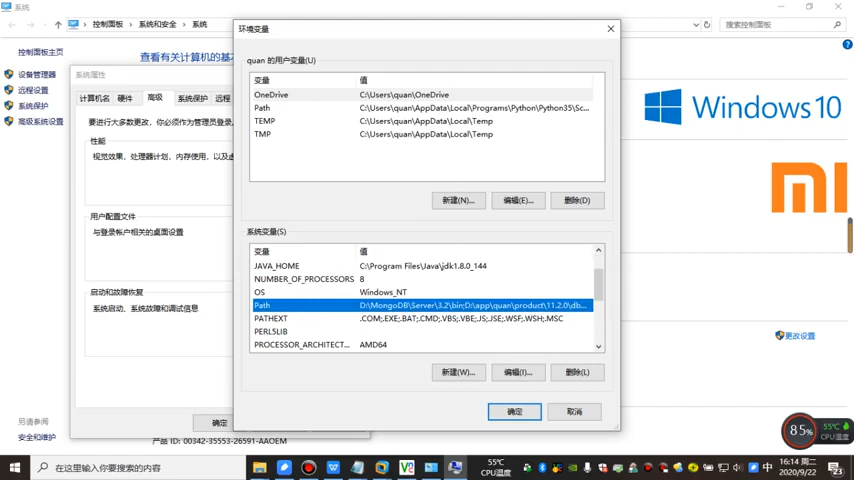 系统
控制面板 › 系统和安全 › 系统
搜索控制面板
控制面板主页
设备管理器
远程设置
系统保护
高级系统设置
查看有关计算机的基本
系统属性
计算机名 硬件 高级 系统保护 远程
要进行大多数更改，你必须作为管理员登录。
性能
视觉效果，处理器计划，内存使用，以及虚
用户配置文件
与登录帐户相关的桌面设置
启动和故障恢复
系统启动、系统故障和调试信息
确定
环境变量
quan 的用户变量(U)
变量 值
OneDrive C:\Users\quan\OneDrive
Path C:\Users\quan\AppData\Local\Programs\Python\Python35\Sc...
TEMP C:\Users\quan\AppData\Local\Temp
TMP C:\Users\quan\AppData\Local\Temp
新建(N)... 编辑(E)... 删除(D)
系统变量(S)
变量 值
JAVA_HOME C:\Program Files\Java\jdk1.8.0_144
NUMBER_OF_PROCESSORS 8
OS Windows_NT
Path D:\MongoDB\Server\3.2\bin;D:\app\quan\product\11.2.0\db...
PATHEXT .COM;.EXE;.BAT;.CMD;.VBS;.VBE;.JS;.JSE;.WSF;.WSH;.MSC
PERL5LIB
PROCESSOR_ARCHITECT... AMD64
新建(W)... 编辑(I)... 删除(L)
确定 取消
Windows 10
更改设置
另请参阅
安全和维护
产品 ID: 00342-35553-26591-AAOEM
85%
55℃
CPU温度
在这里输入你要搜索的内容
55℃
CPU温度
中
16:14 周二
2020/9/22
23